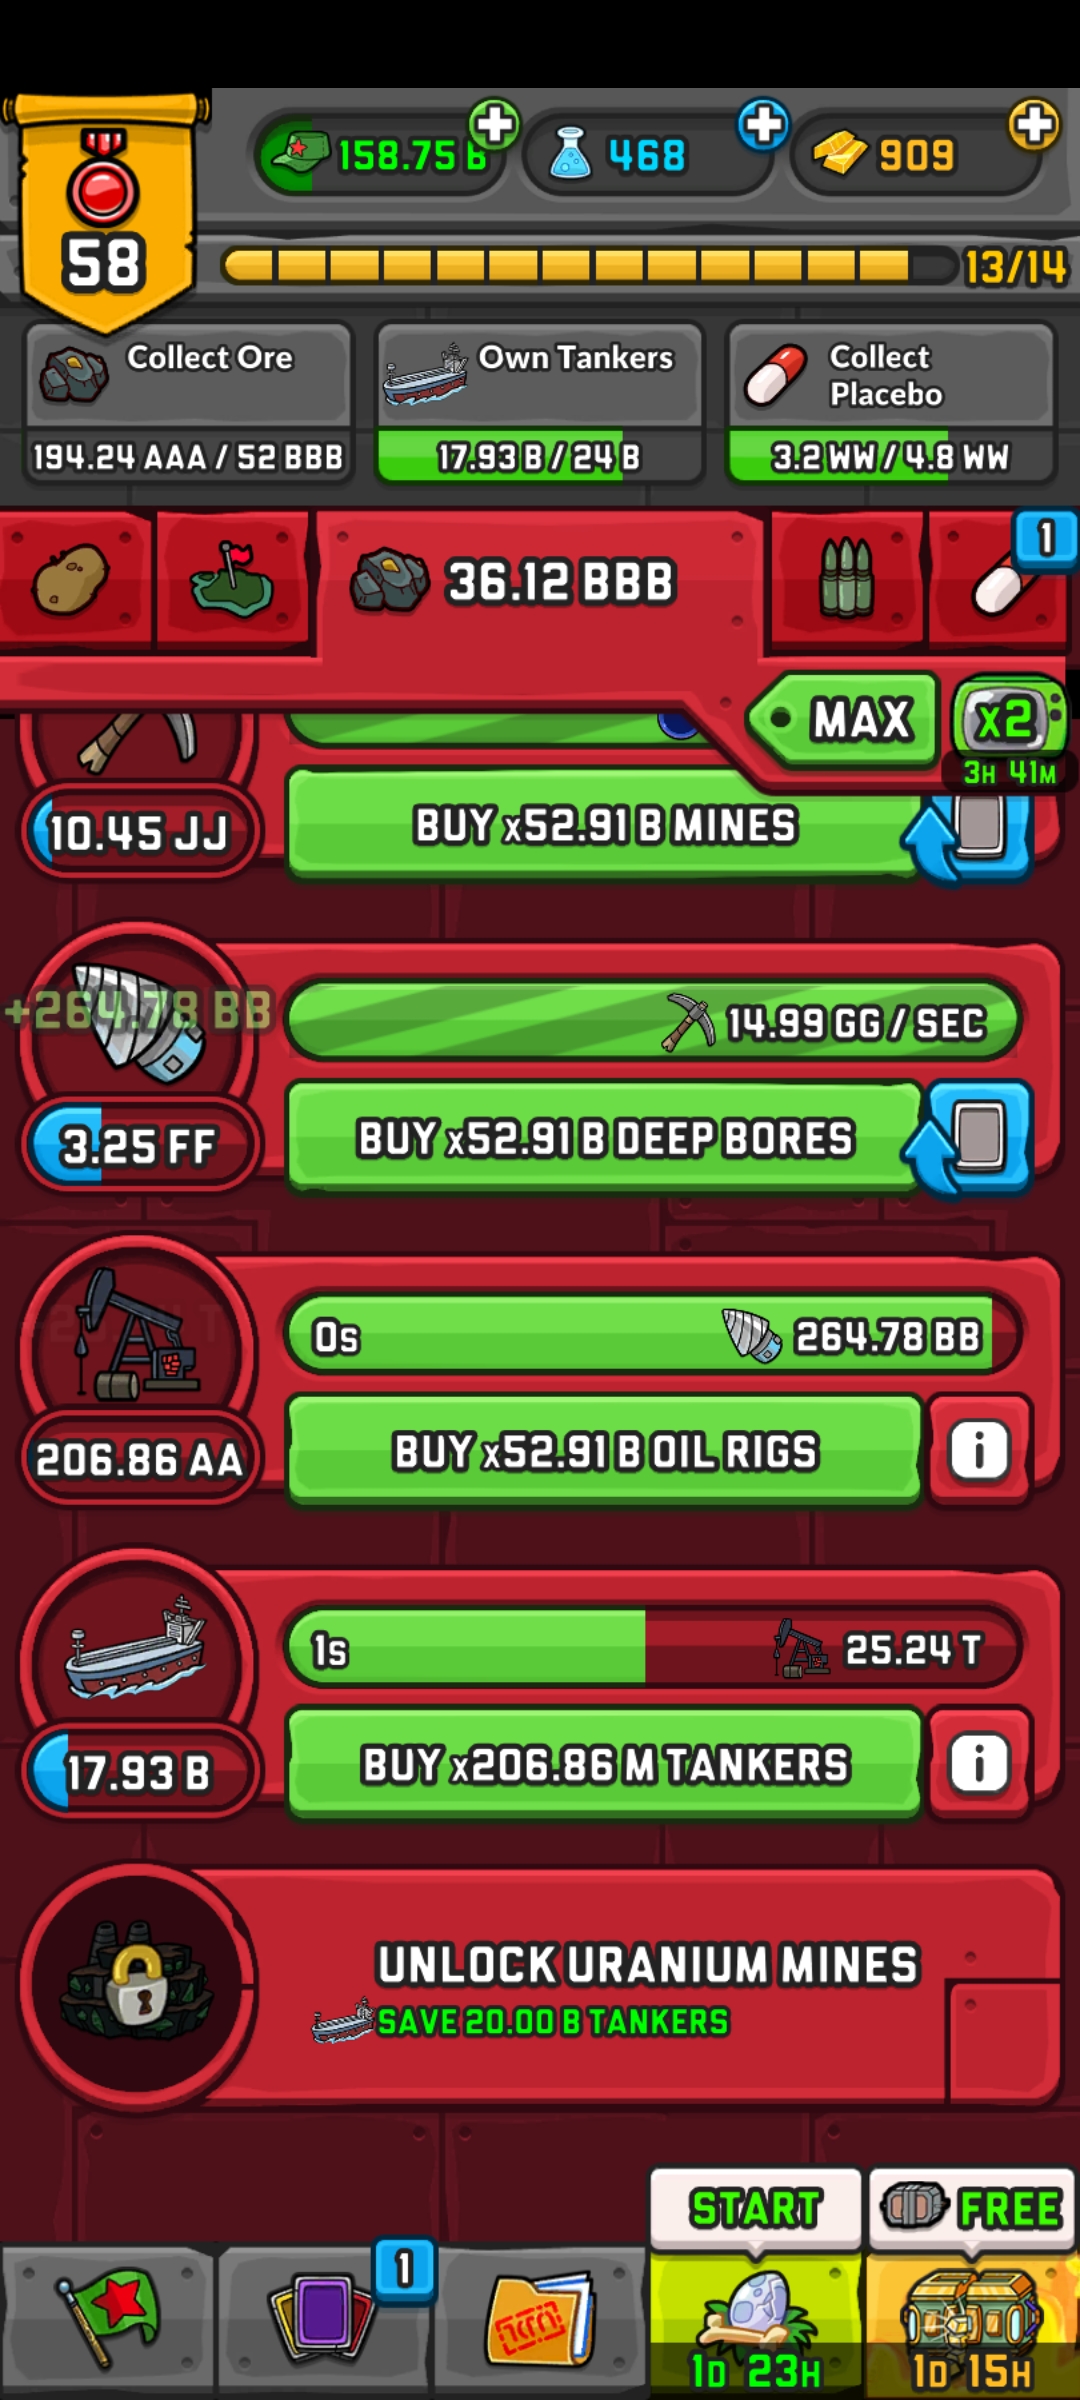 158.75 B
468
909
58
13/14
Collect Ore
194.24 AAA / 52 BBB
Own Tankers
17.93 B / 24 B
Collect
Placebo
3.2 WW / 4.8 WW
36.12 BBB
1
MAX
x2
3H 41M
10.45 JJ
BUY x52.91 B MINES
+264.78 BB
14.99 GG / SEC
3.25 FF
BUY x52.91 B DEEP BORES
0s
264.78 BB
206.86 AA
BUY x52.91 B OIL RIGS
i
1s
25.24 T
17.93 B
BUY x206.86 M TANKERS
i
UNLOCK URANIUM MINES
SAVE 20.00 B TANKERS
START
FREE
1
1D 23H
1D 15H